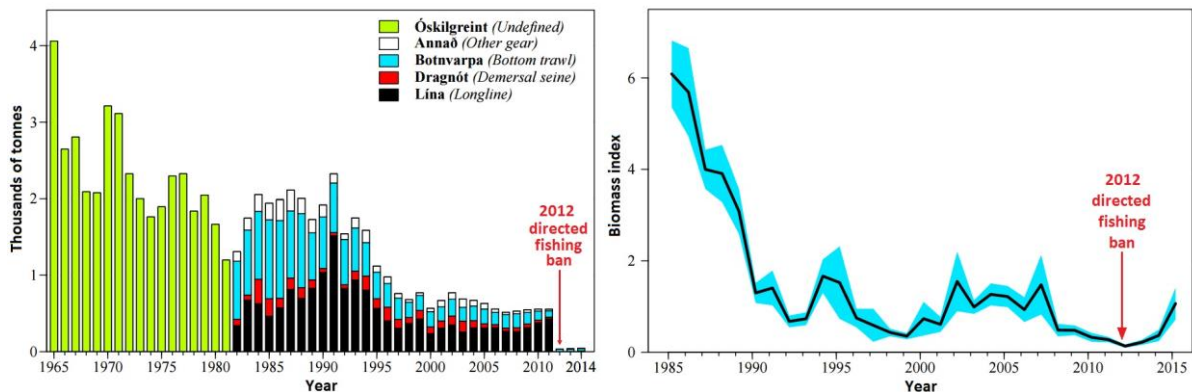 Óskilgreint (Undefined)
Annað (Other gear)
Botnvarpa (Bottom trawl)
Dragnót (Demersal seine)
Lína (Longline)
Thousands of tonnes
4
3
2
1
0
2012
directed
fishing
ban
1965 1970 1975 1980 1985 1990 1995 2000 2005 2011 2014
Year
Biomass index
6
4
2
0
2012
directed
fishing
ban
1985 1990 1995 2000 2005 2010 2015
Year